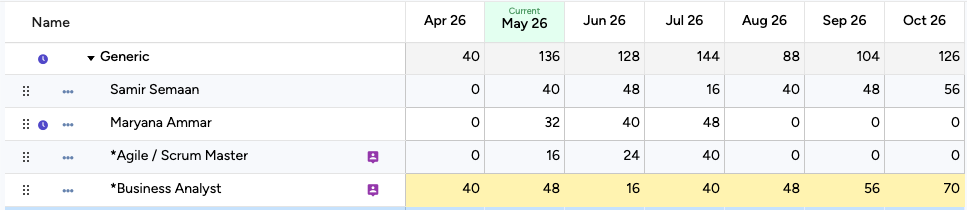 Name Apr 26 Current May 26 Jun 26 Jul 26 Aug 26 Sep 26 Oct 26
Generic 40 136 128 144 88 104 126
Samir Semaan 0 40 48 16 40 48 56
Maryana Ammar 0 32 40 48 0 0 0
*Agile / Scrum Master 0 16 24 40 0 0 0
*Business Analyst 40 48 16 40 48 56 70